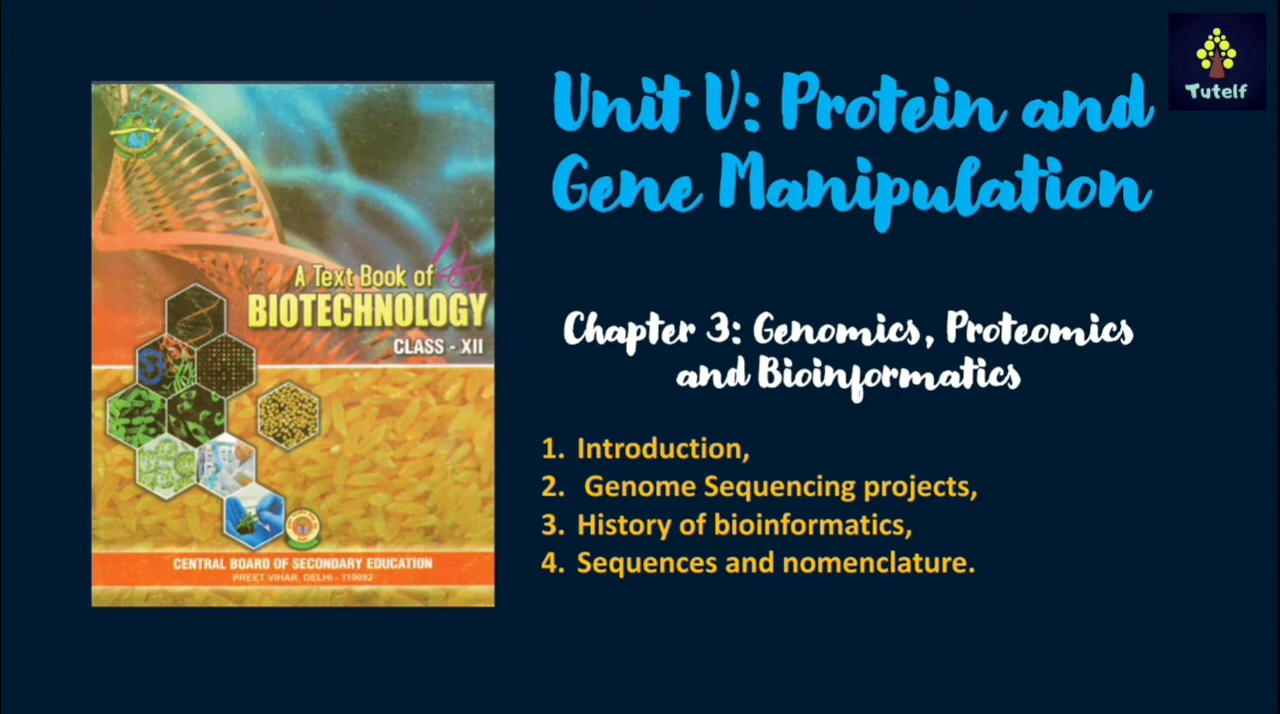 Tutelf
Unit V: Protein and
Gene Manipulation
A Text Book of
BIOTECHNOLOGY
CLASS - XII
CENTRAL BOARD OF SECONDARY EDUCATION
PREET VIHAR, DELHI - 110092
Chapter 3: Genomics, Proteomics
and Bioinformatics
1. Introduction,
2. Genome Sequencing projects,
3. History of bioinformatics,
4. Sequences and nomenclature.